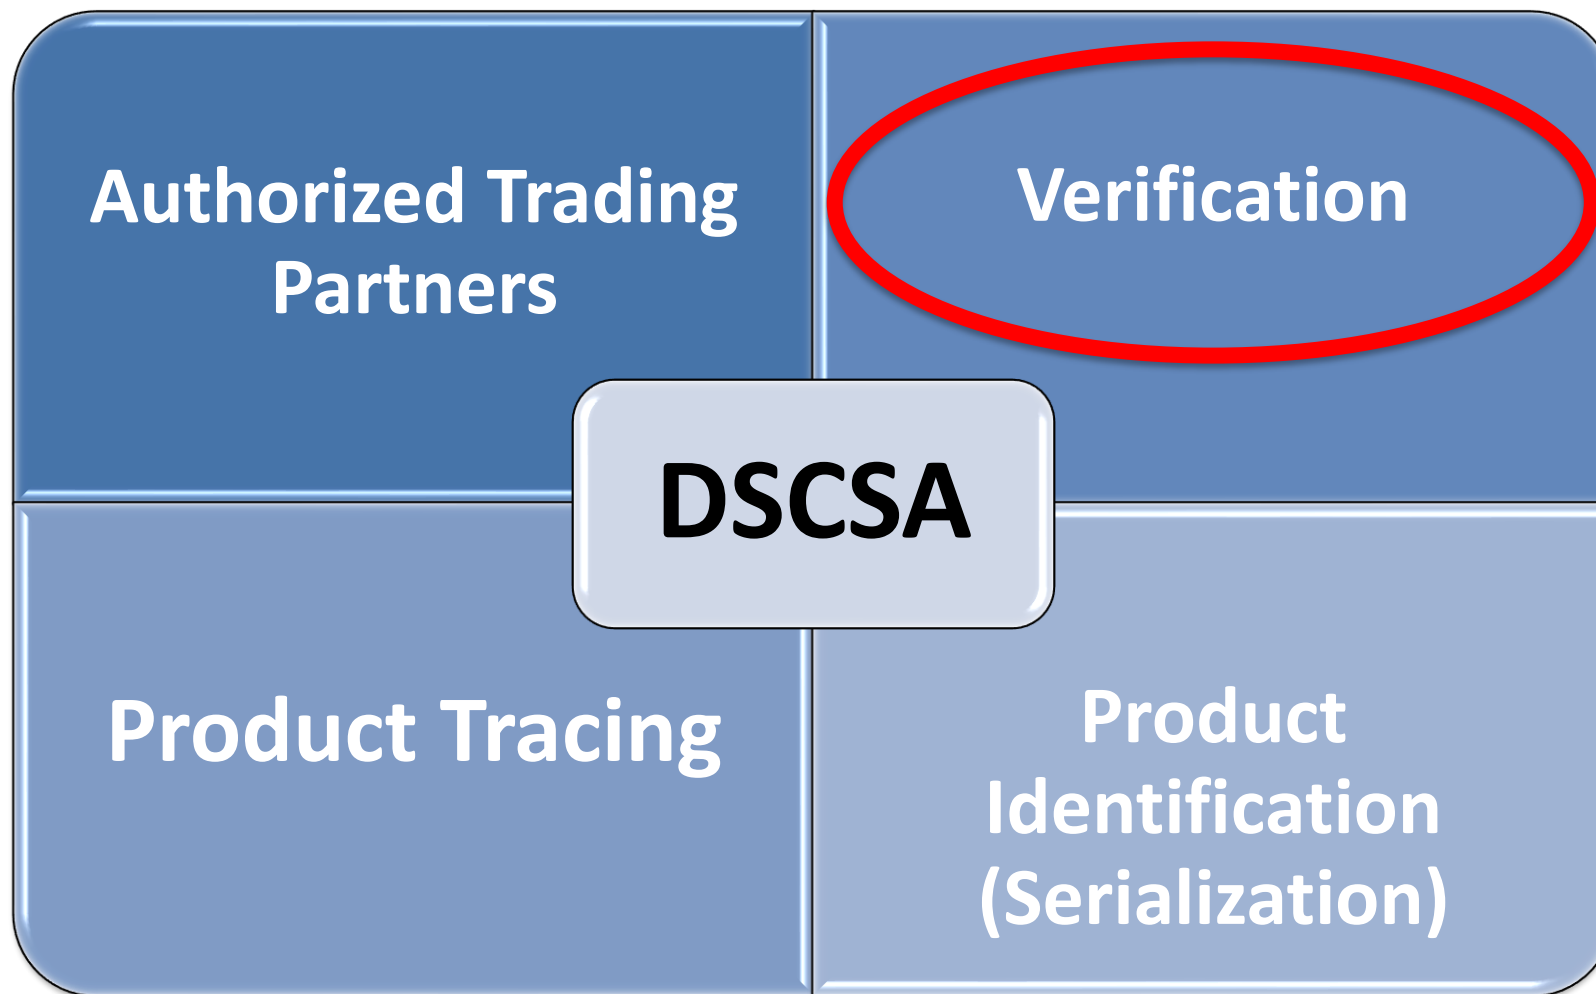 Authorized Trading
Partners
Verification
DSCSA
Product Tracing
Product
Identification
(Serialization)